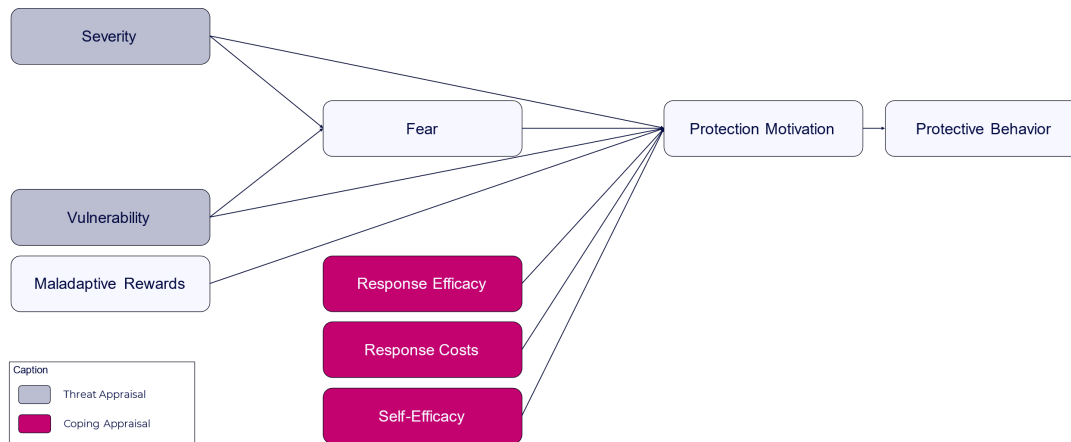 Severity
Fear
Protection Motivation
Protective Behavior
Vulnerability
Maladaptive Rewards
Response Efficacy
Response Costs
Self-Efficacy
Caption
Threat Appraisal
Coping Appraisal